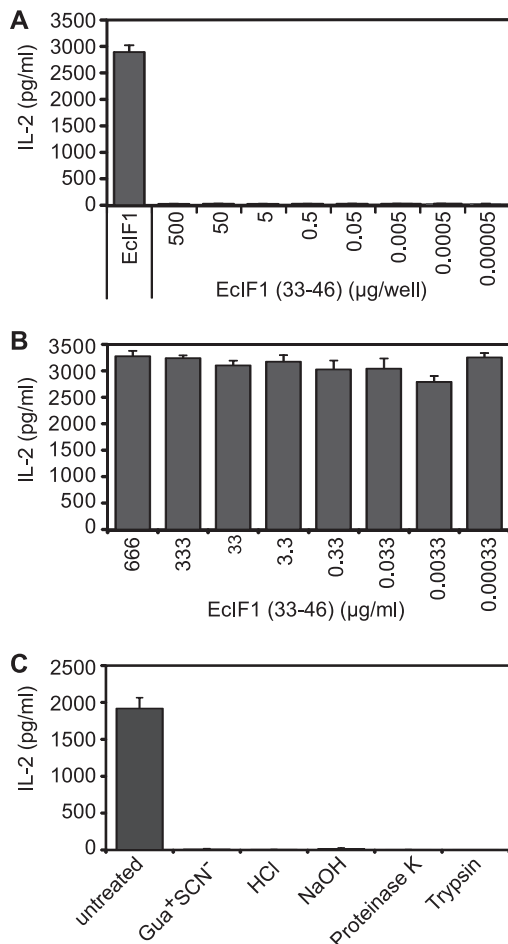 A
IL-2 (pg/ml)
3500
3000
2500
2000
1500
1000
500
0
EcIF1
500
50
5
0.5
0.05
0.005
0.0005
0.00005
EcIF1 (33-46) (µg/well)
B
IL-2 (pg/ml)
3500
3000
2500
2000
1500
1000
500
0
666
333
33
3.3
0.33
0.033
0.0033
0.00033
EcIF1 (33-46) (µg/ml)
C
IL-2 (pg/ml)
2500
2000
1500
1000
500
0
untreated
Gua⁺SCN⁻
HCl
NaOH
Proteinase K
Trypsin